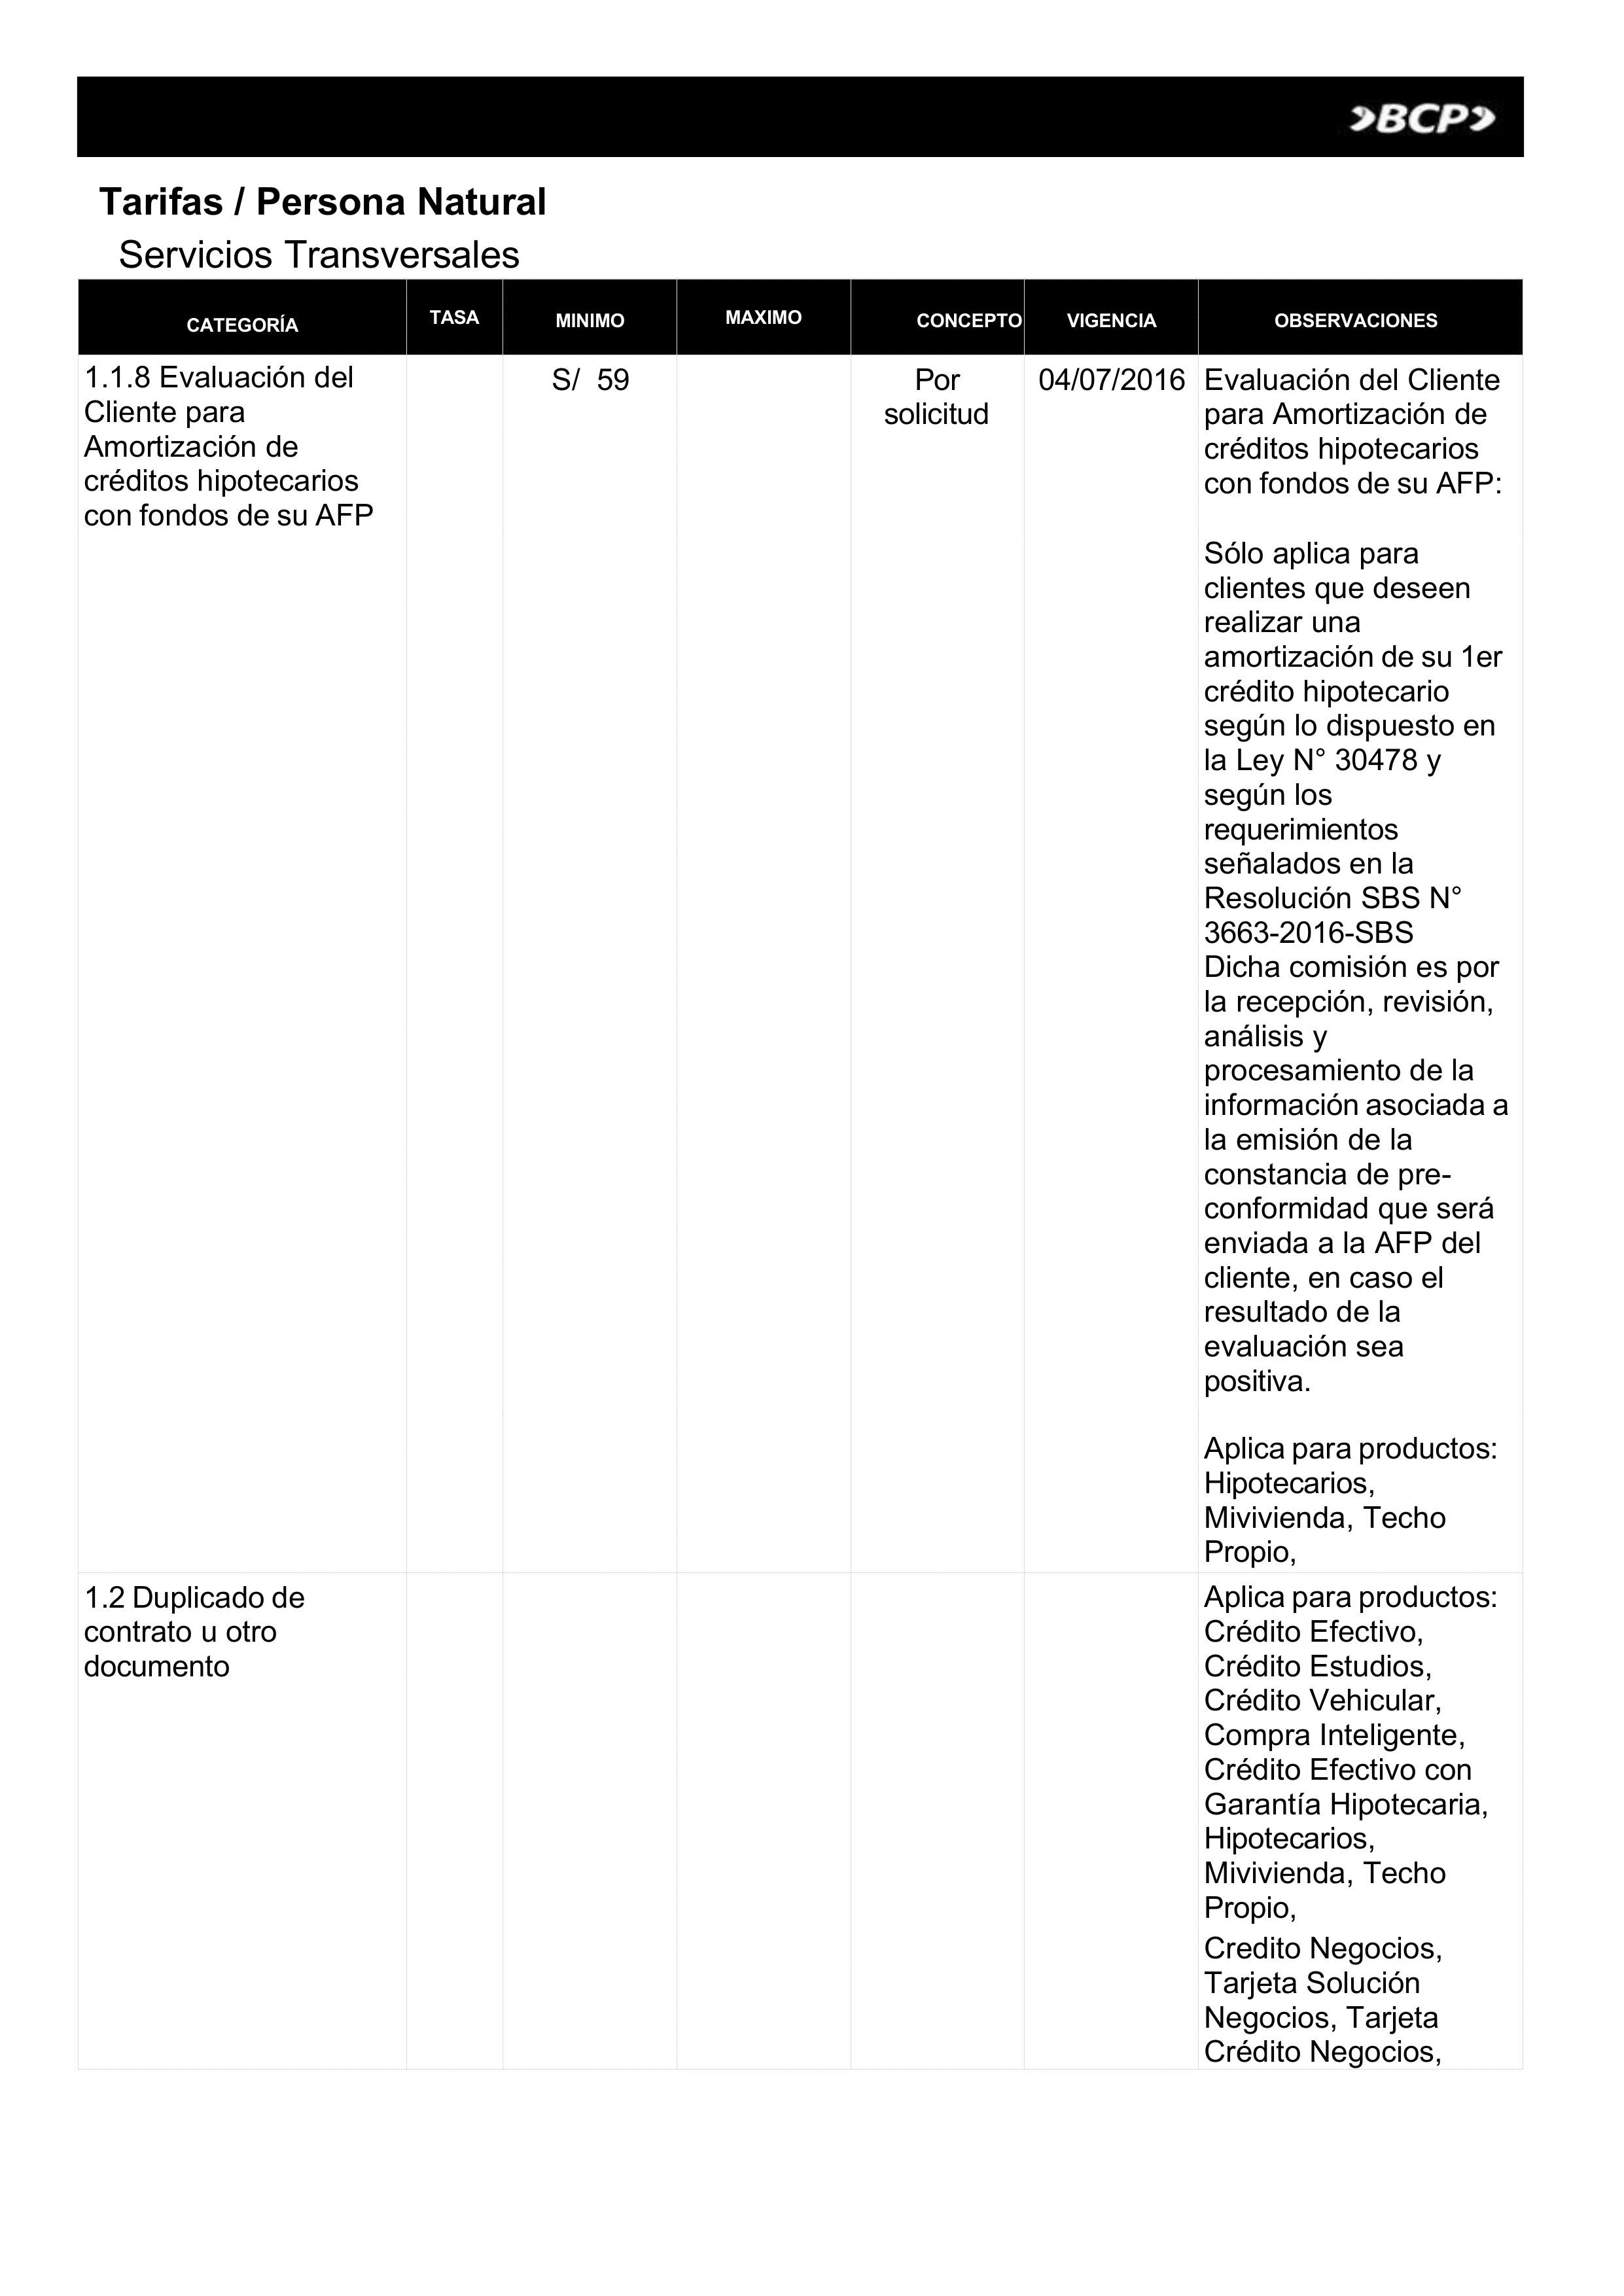 BCP
Tarifas / Persona Natural
Servicios Transversales
CATEGORÍA TASA MINIMO MAXIMO CONCEPTO VIGENCIA OBSERVACIONES
1.1.8 Evaluación del
Cliente para
Amortización de
créditos hipotecarios
con fondos de su AFP
S/ 59
Por
solicitud
04/07/2016
Evaluación del Cliente
para Amortización de
créditos hipotecarios
con fondos de su AFP:
Sólo aplica para
clientes que deseen
realizar una
amortización de su 1er
crédito hipotecario
según lo dispuesto en
la Ley N° 30478 y
según los
requerimientos
señalados en la
Resolución SBS N°
3663-2016-SBS
Dicha comisión es por
la recepción, revisión,
análisis y
procesamiento de la
información asociada a
la emisión de la
constancia de pre-
conformidad que será
enviada a la AFP del
cliente, en caso el
resultado de la
evaluación sea
positiva.
Aplica para productos:
Hipotecarios,
Mivivienda, Techo
Propio,
1.2 Duplicado de
contrato u otro
documento
Aplica para productos:
Crédito Efectivo,
Crédito Estudios,
Crédito Vehicular,
Compra Inteligente,
Crédito Efectivo con
Garantía Hipotecaria,
Hipotecarios,
Mivivienda, Techo
Propio,
Credito Negocios,
Tarjeta Solución
Negocios, Tarjeta
Crédito Negocios,